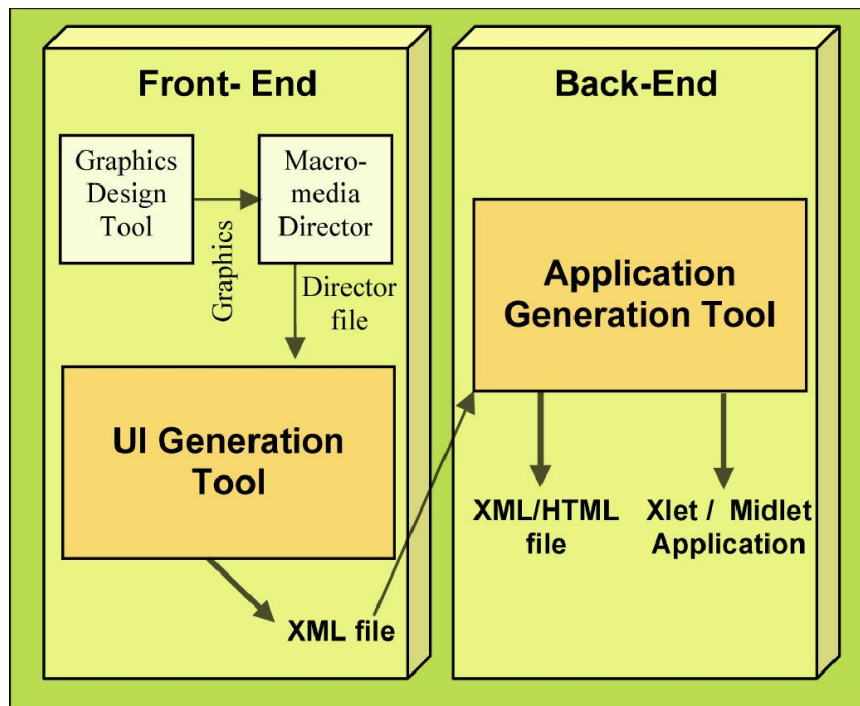 Front- End
Graphics
Design
Tool
Graphics
Macro-
media
Director
Director
file
UI Generation
Tool
XML file
Back-End
Application
Generation Tool
XML/HTML
file
Xlet / Midlet
Application